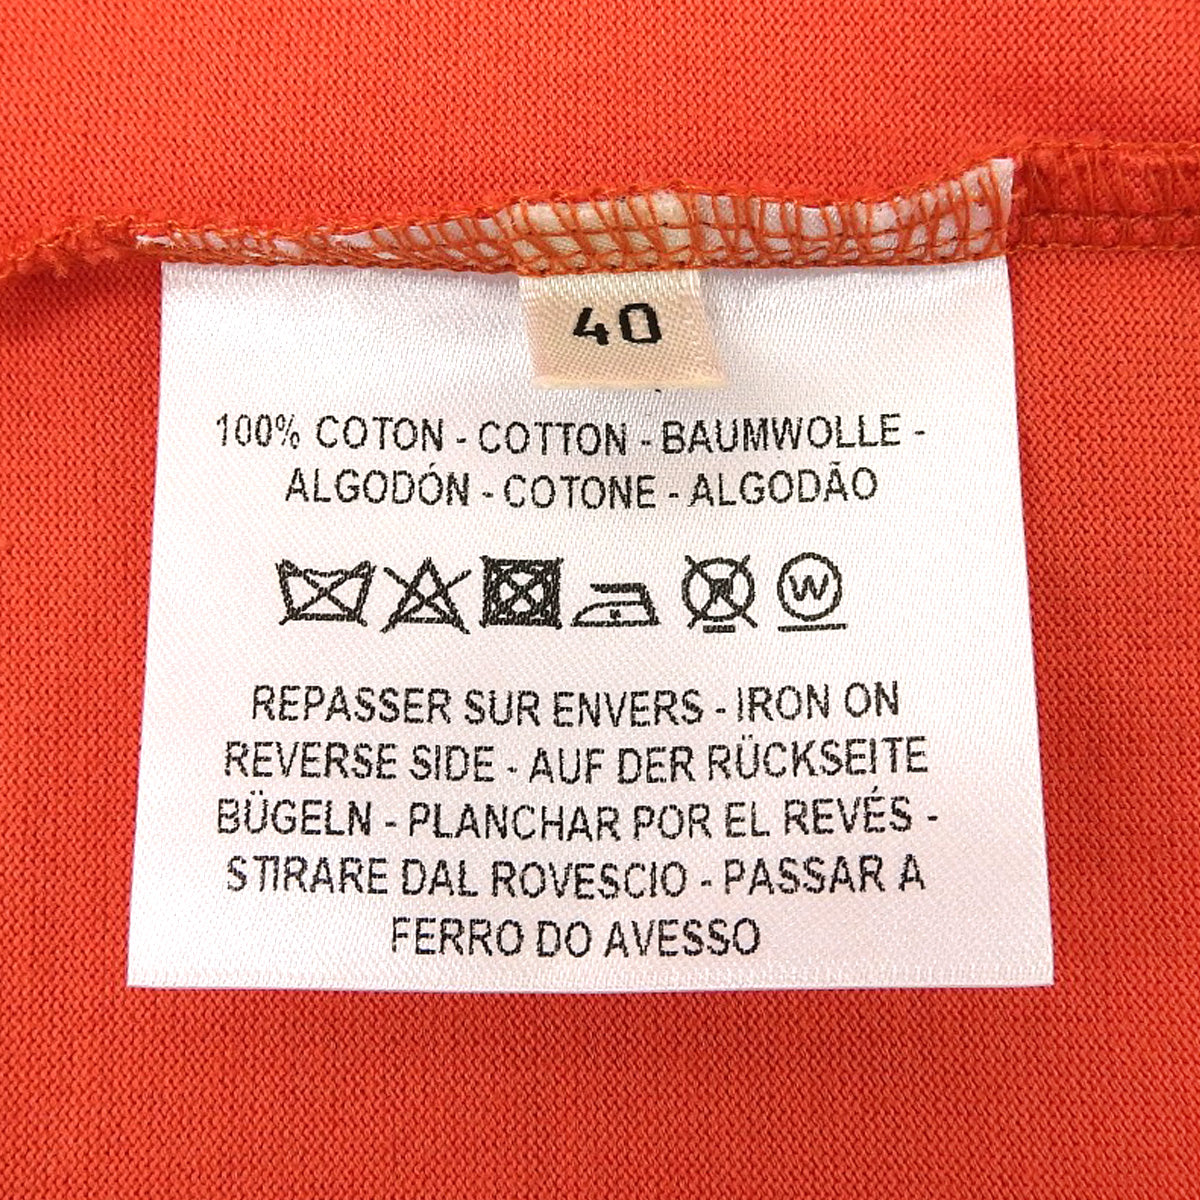 40
100% COTON - COTTON - BAUMWOLLE -
ALGODÓN - COTONE - ALGODÃO
W
REPASSER SUR ENVERS - IRON ON
REVERSE SIDE - AUF DER RÜCKSEITE
BÜGELN - PLANCHAR POR EL REVÉS -
STIRARE DAL ROVESCIO - PASSAR A
FERRO DO AVESSO